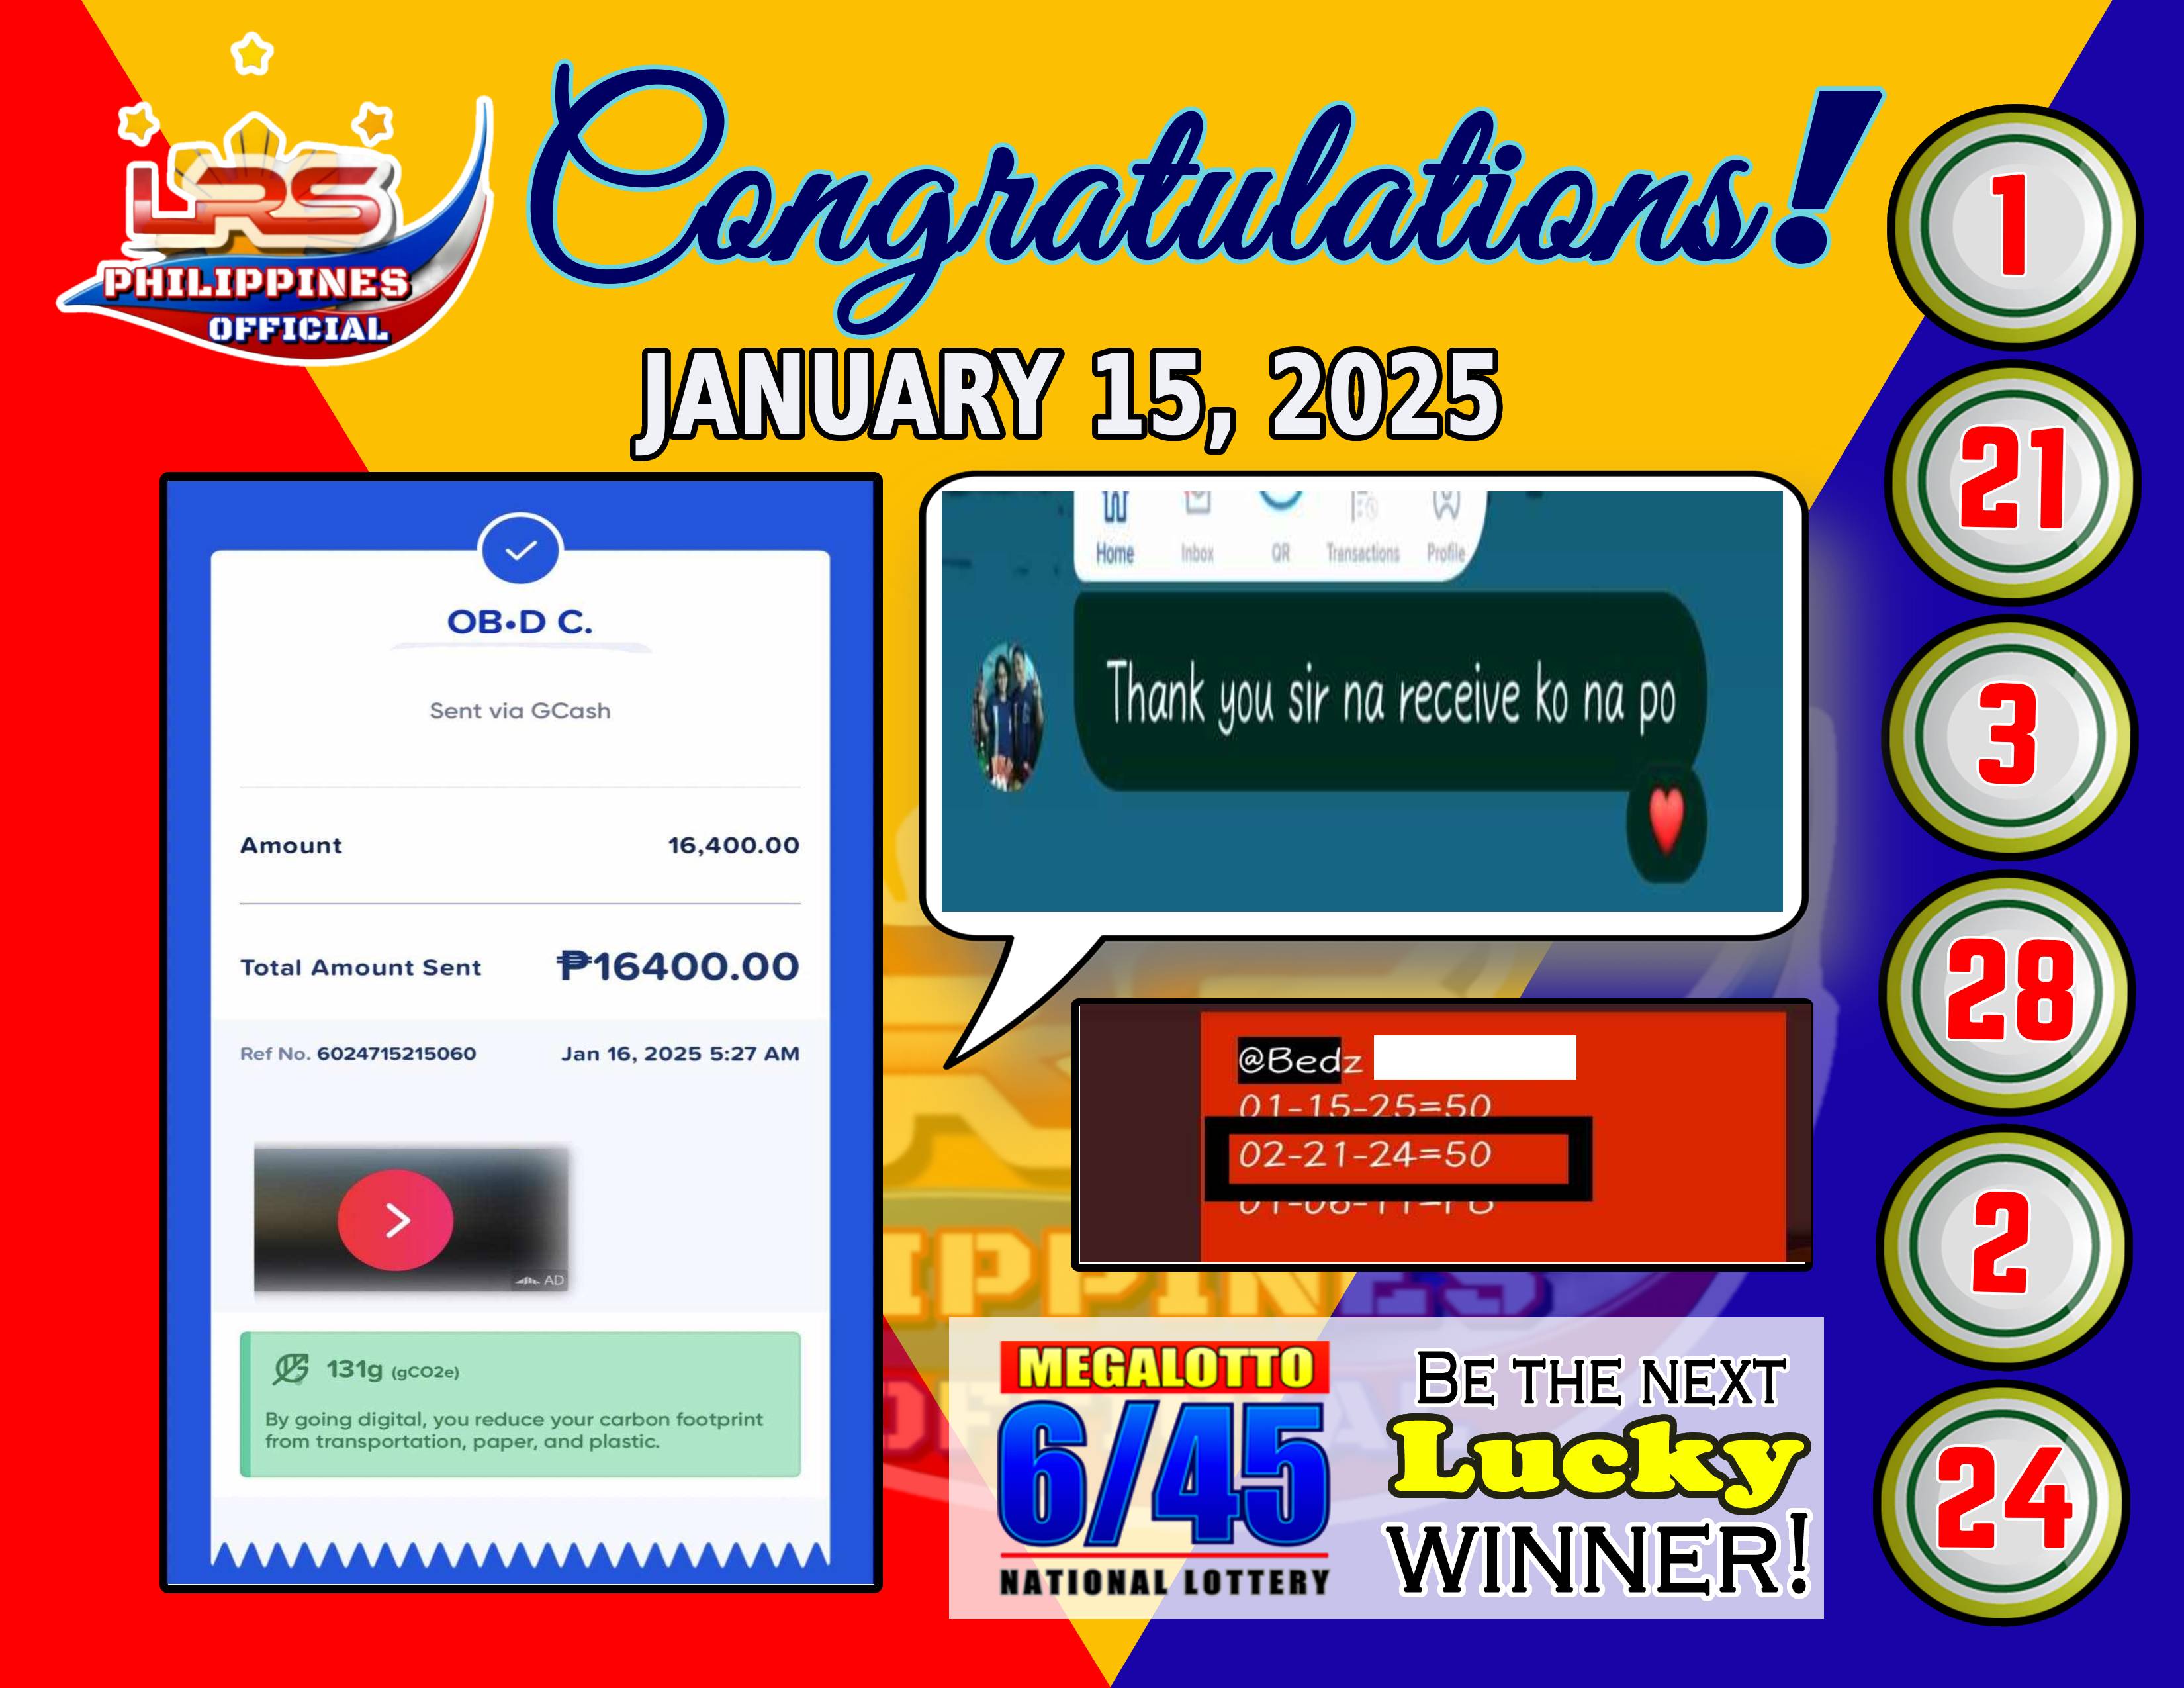 LRS
PHILIPPINES
OFFICIAL
Congratulations!
JANUARY 15, 2025
OB•D C.
Sent via GCash
Amount 16,400.00
Total Amount Sent ₱16400.00
Ref No. 6024715215060 Jan 16, 2025 5:27 AM
AD
131g (gCO2e)
By going digital, you reduce your carbon footprint
from transportation, paper, and plastic.
Home Inbox QR Transactions Profile
Thank you sir na receive ko na po
@Bedz
01-15-25=50
02-21-24=50
MEGALOTTO
6/45
NATIONAL LOTTERY
BE THE NEXT
Lucky
WINNER!
1
21
3
28
2
24